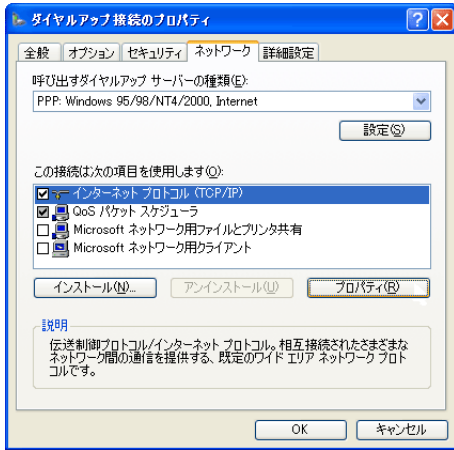 ダイヤルアップ接続のプロパティ
全般 オプション セキュリティ ネットワーク 詳細設定
呼び出すダイヤルアップ サーバーの種類(E):
PPP: Windows 95/98/NT4/2000, Internet
設定(S)
この接続は次の項目を使用します(O):
インターネット プロトコル (TCP/IP)
QoS パケット スケジューラ
Microsoft ネットワーク用ファイルとプリンタ共有
Microsoft ネットワーク用クライアント
インストール(N)... アンインストール(U) プロパティ(R)
説明
伝送制御プロトコル/インターネット プロトコル。相互接続されたさまざまな
ネットワーク間の通信を提供する、既定のワイド エリア ネットワーク プロト
コルです。
OK キャンセル